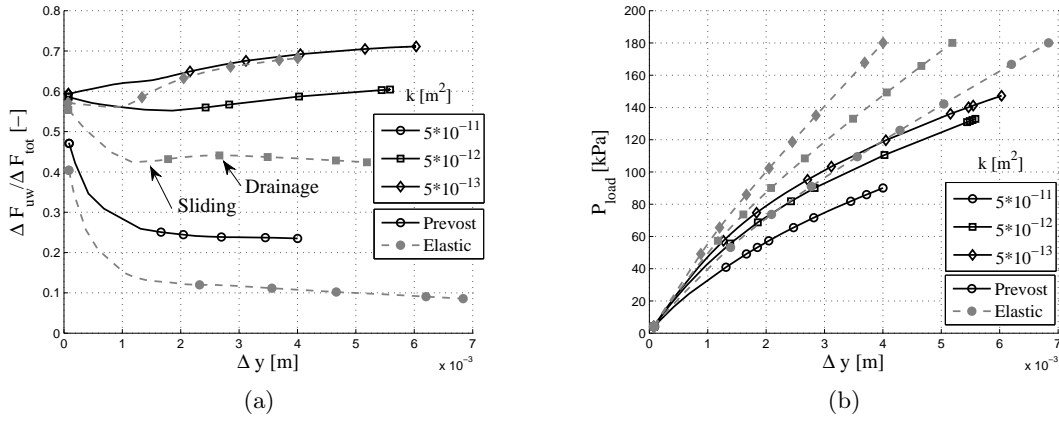 0.8
0.7
0.6
0.5
0.4
0.3
0.2
0.1
0
Δ F_uw/Δ F_tot [-]
0 1 2 3 4 5 6 7
x 10⁻³
Δ y [m]
Sliding
Drainage
k [m²]
5*10⁻¹¹
5*10⁻¹²
5*10⁻¹³
Prevost
Elastic
(a)
200
180
160
140
120
100
80
60
40
20
0
P_load [kPa]
0 1 2 3 4 5 6 7
x 10⁻³
Δ y [m]
k [m²]
5*10⁻¹¹
5*10⁻¹²
5*10⁻¹³
Prevost
Elastic
(b)